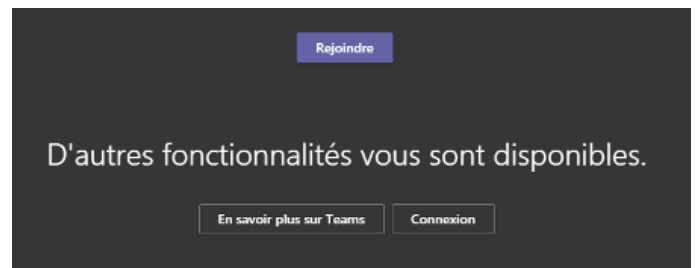 Rejoindre
D'autres fonctionnalités vous sont disponibles.
En savoir plus sur Teams
Connexion